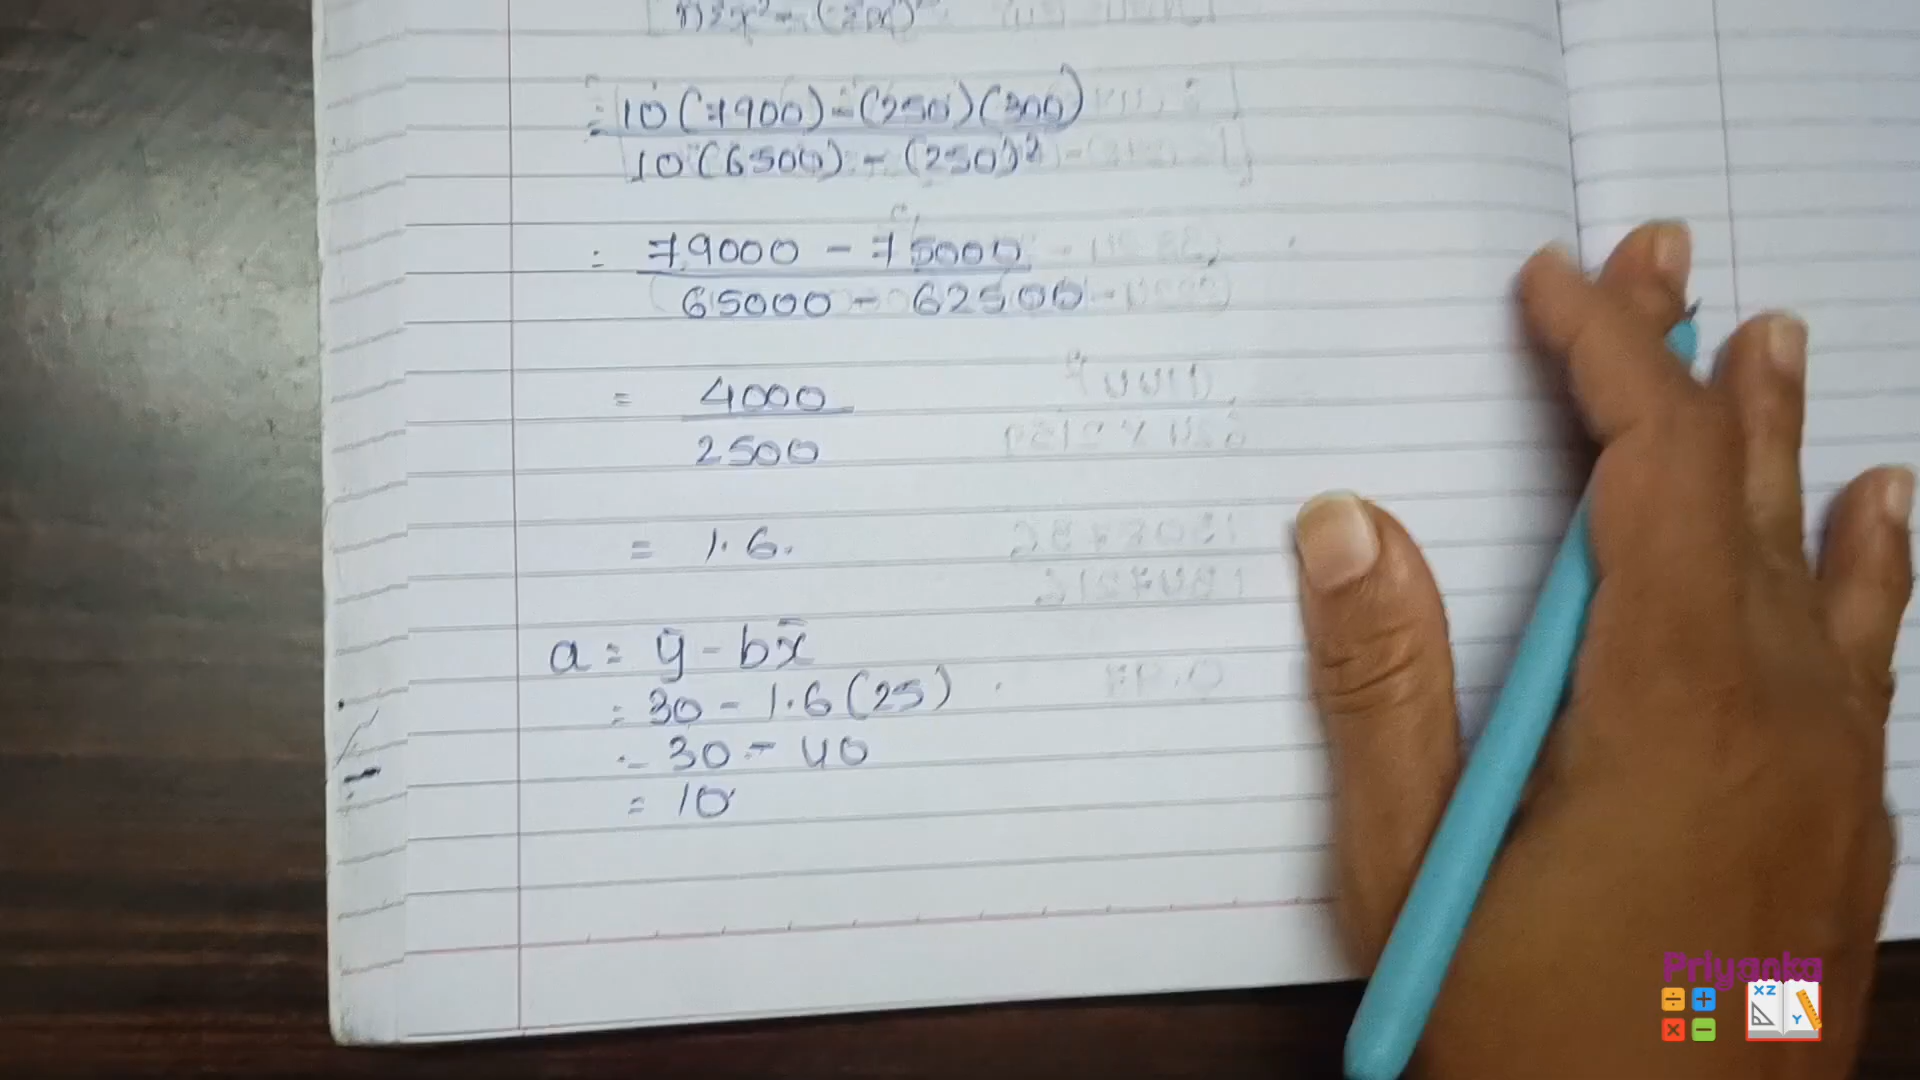 = 10(7900) - (250)(300)
10(6500) - (250)²
= 79000 - 75000
65000 - 62500
= 4000
2500
= 1.6.
a = ȳ - bx̄
= 30 - 1.6(25)
= 30 - 40
= 10
Priyanka
XZ
Y